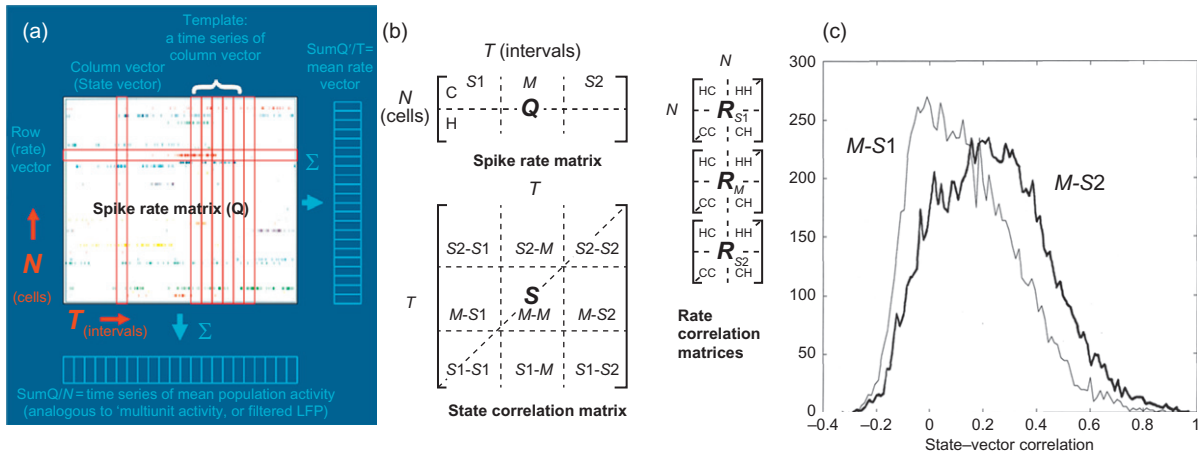 (a)
Template:
a time series of
column vector
Column vector
(State vector)
SumQ'/T=
mean rate
vector
Row
(rate)
vector
Σ
Spike rate matrix (Q)
N
(cells)
T (intervals)
Σ
SumQ/N = time series of mean population activity
(analogous to 'multiunit activity, or filtered LFP)
(b)
T (intervals)
N
(cells)
C S1 M S2
Q
H
Spike rate matrix
T
S2-S1 S2-M S2-S2
T
S
M-S1 M-M M-S2
S1-S1 S1-M S1-S2
State correlation matrix
N
N
HC HH
R S1
CC CH
HC HH
R M
CC CH
HC HH
R S2
CC CH
Rate
correlation
matrices
(c)
300
250
200
150
100
50
0
M-S1
M-S2
–0.4 –0.2 0 0.2 0.4 0.6 0.8 1
State–vector correlation